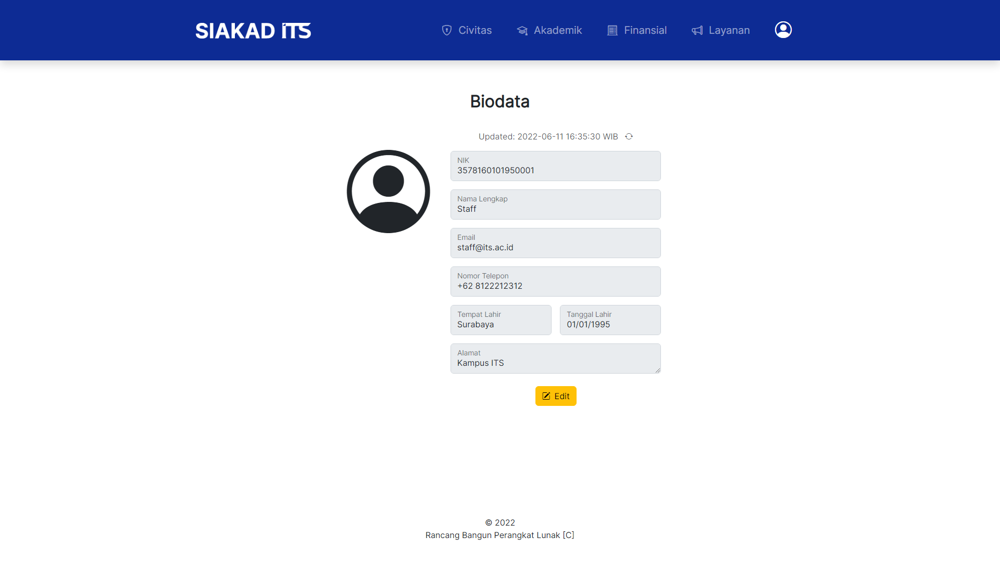 SIAKAD ITS
Civitas
Akademik
Finansial
Layanan
Biodata
Updated: 2022-06-11 16:35:30 WIB
NIK
3578160101950001
Nama Lengkap
Staff
Email
staff@its.ac.id
Nomor Telepon
+62 8122212312
Tempat Lahir
Surabaya
Tanggal Lahir
01/01/1995
Alamat
Kampus ITS
Edit
© 2022
Rancang Bangun Perangkat Lunak [C]